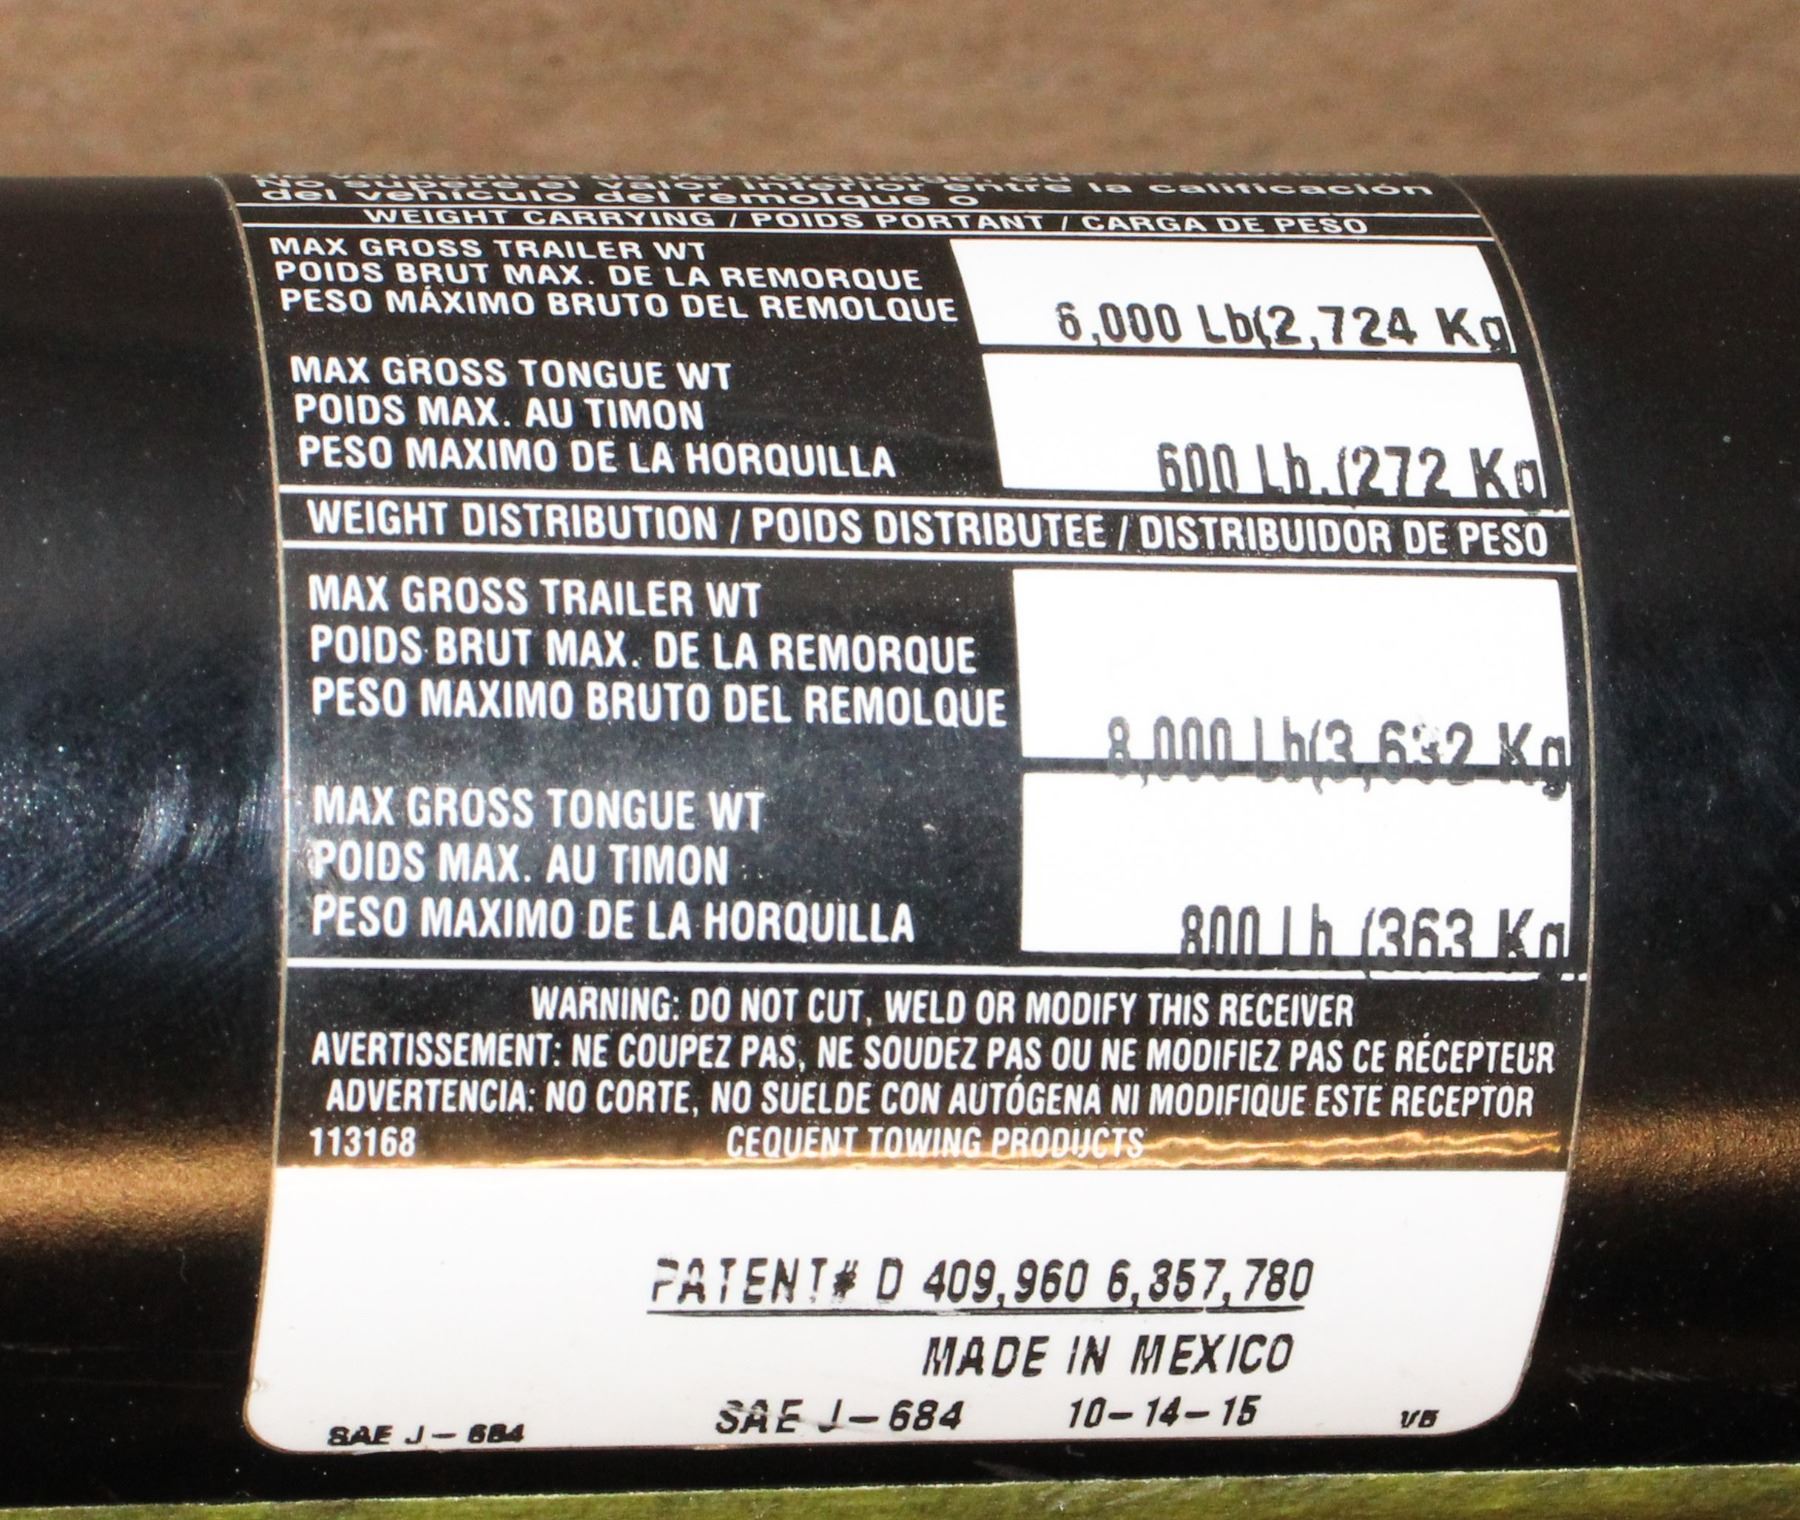 No supere el valor inferior entre la calificación
del vehículo del remolque o
WEIGHT CARRYING / POIDS PORTANT / CARGA DE PESO
MAX GROSS TRAILER WT
POIDS BRUT MAX. DE LA REMORQUE
PESO MÁXIMO BRUTO DEL REMOLQUE
6,000 Lb(2,724 Kg
MAX GROSS TONGUE WT
POIDS MAX. AU TIMON
PESO MAXIMO DE LA HORQUILLA
600 Lb.(272 Kg
WEIGHT DISTRIBUTION / POIDS DISTRIBUTEE / DISTRIBUIDOR DE PESO
MAX GROSS TRAILER WT
POIDS BRUT MAX. DE LA REMORQUE
PESO MAXIMO BRUTO DEL REMOLQUE
8,000 Lb(3,632 Kg
MAX GROSS TONGUE WT
POIDS MAX. AU TIMON
PESO MAXIMO DE LA HORQUILLA
800 Lb.(363 Kg
WARNING: DO NOT CUT, WELD OR MODIFY THIS RECEIVER
AVERTISSEMENT: NE COUPEZ PAS, NE SOUDEZ PAS OU NE MODIFIEZ PAS CE RÉCEPTEUR
ADVERTENCIA: NO CORTE, NO SUELDE CON AUTÓGENA NI MODIFIQUE ESTE RECEPTOR
113168 CEQUENT TOWING PRODUCTS
PATENT# D 409,960 6,357,780
MADE IN MEXICO
SAE J-684 SAE J-684 10-14-15